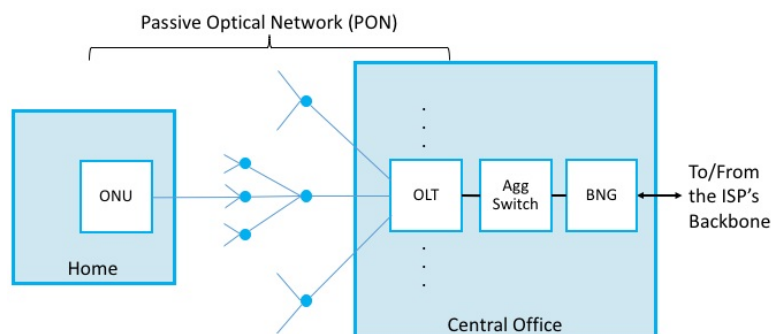 Passive Optical Network (PON)
ONU
Home
OLT
Agg
Switch
BNG
To/From
the ISP's
Backbone
Central Office